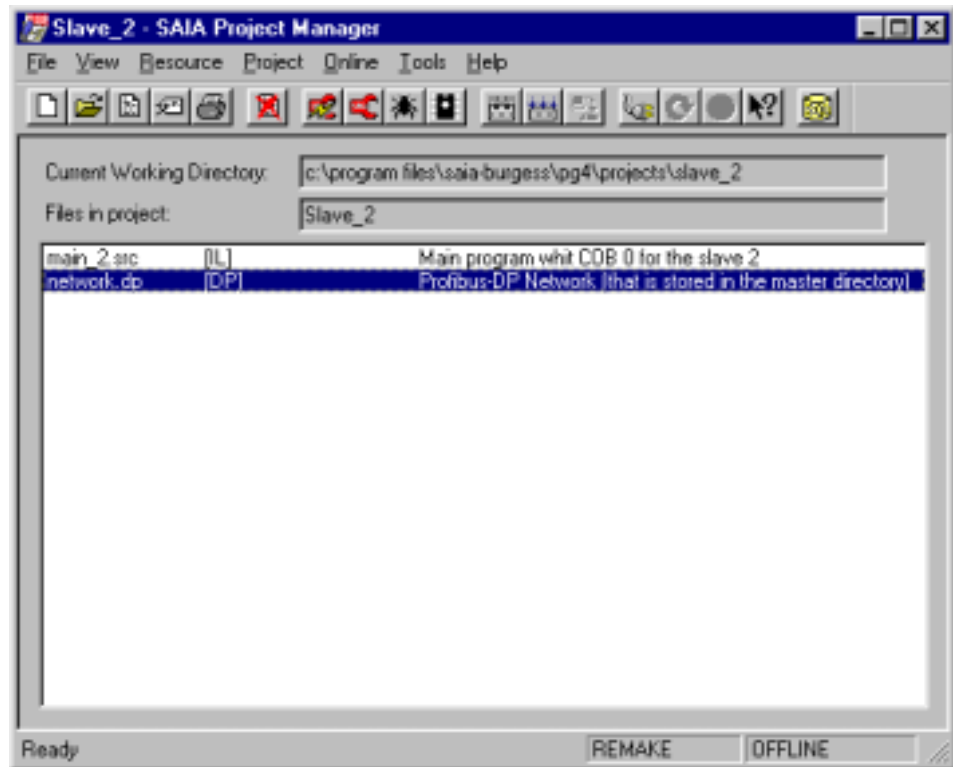 Slave_2 - SAIA Project Manager
File View Resource Project Online Tools Help
Current Working Directory: c:\program files\saia-burgess\pg4\projects\slave_2
Files in project: Slave_2
main_2.src [IL] Main program whit COB 0 for the slave 2
network.dp [DP] Profibus-DP Network (that is stored in the master directory)
Ready REMAKE OFFLINE